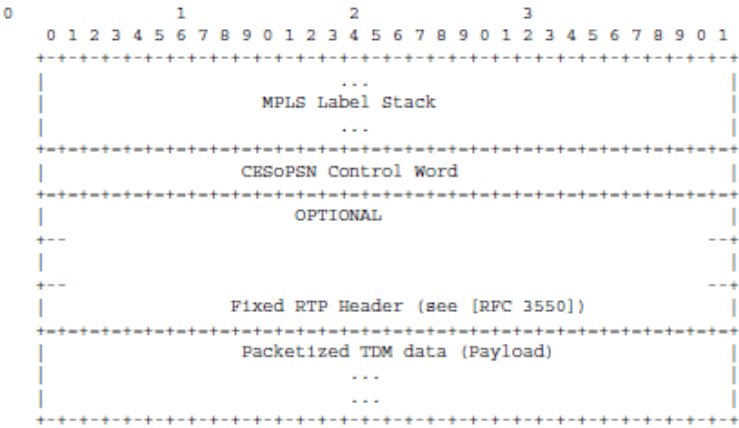 0                   1                   2                   3
    0 1 2 3 4 5 6 7 8 9 0 1 2 3 4 5 6 7 8 9 0 1 2 3 4 5 6 7 8 9 0 1
   +-+-+-+-+-+-+-+-+-+-+-+-+-+-+-+-+-+-+-+-+-+-+-+-+-+-+-+-+-+-+-+-+
   |                           ...                                 |
   |                    MPLS Label Stack                           |
   |                           ...                                 |
   +=+=+=+=+=+=+=+=+=+=+=+=+=+=+=+=+=+=+=+=+=+=+=+=+=+=+=+=+=+=+=+=+
   |                  CESoPSN Control Word                         |
   +=+=+=+=+=+=+=+=+=+=+=+=+=+=+=+=+=+=+=+=+=+=+=+=+=+=+=+=+=+=+=+=+
   |                       OPTIONAL                                |
   +--                                                           --+
   |                                                               |
   +--                                                           --+
   |                 Fixed RTP Header (see [RFC 3550])             |
   +=+=+=+=+=+=+=+=+=+=+=+=+=+=+=+=+=+=+=+=+=+=+=+=+=+=+=+=+=+=+=+=+
   |                  Packetized TDM data (Payload)                |
   |                            ...                                |
   |                            ...                                |
   +-+-+-+-+-+-+-+-+-+-+-+-+-+-+-+-+-+-+-+-+-+-+-+-+-+-+-+-+-+-+-+-+